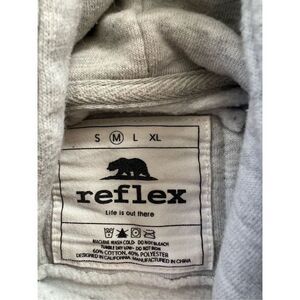 S M L XL
reflex
Life is out there
MACHINE WASH COLD- DO NOT BLEACH
TUMBLE DRY LOW- DO NOT IRON
60% COTTON, 40% POLYESTER
DESIGNED IN CALIFORNIA. MANUFACTURED IN CHINA